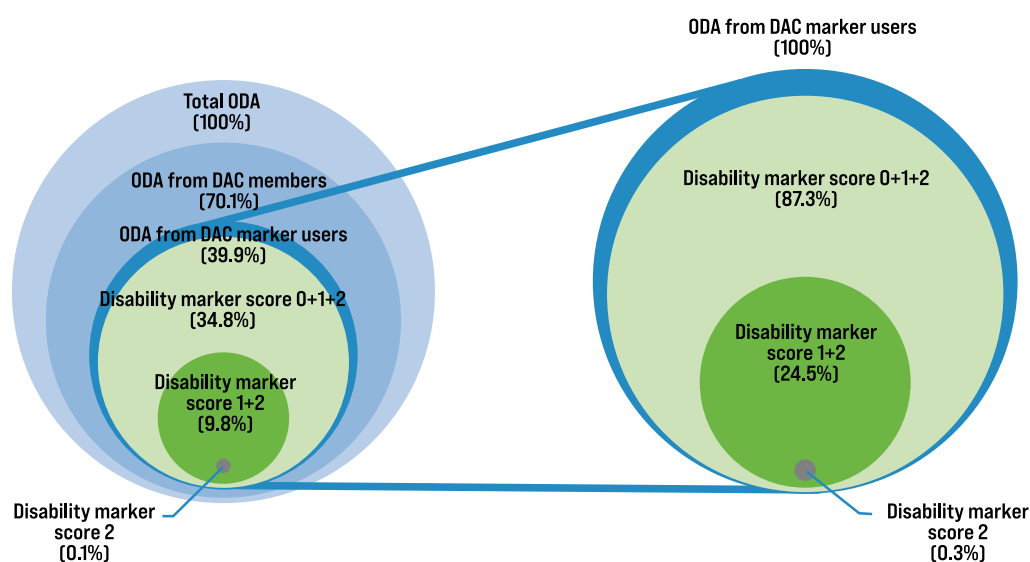 Total ODA
(100%)
ODA from DAC members
(70.1%)
ODA from DAC marker users
(39.9%)
Disability marker score 0+1+2
(34.8%)
Disability marker
score 1+2
(9.8%)
Disability marker
score 2
(0.1%)
ODA from DAC marker users
(100%)
Disability marker score 0+1+2
(87.3%)
Disability marker
score 1+2
(24.5%)
Disability marker
score 2
(0.3%)